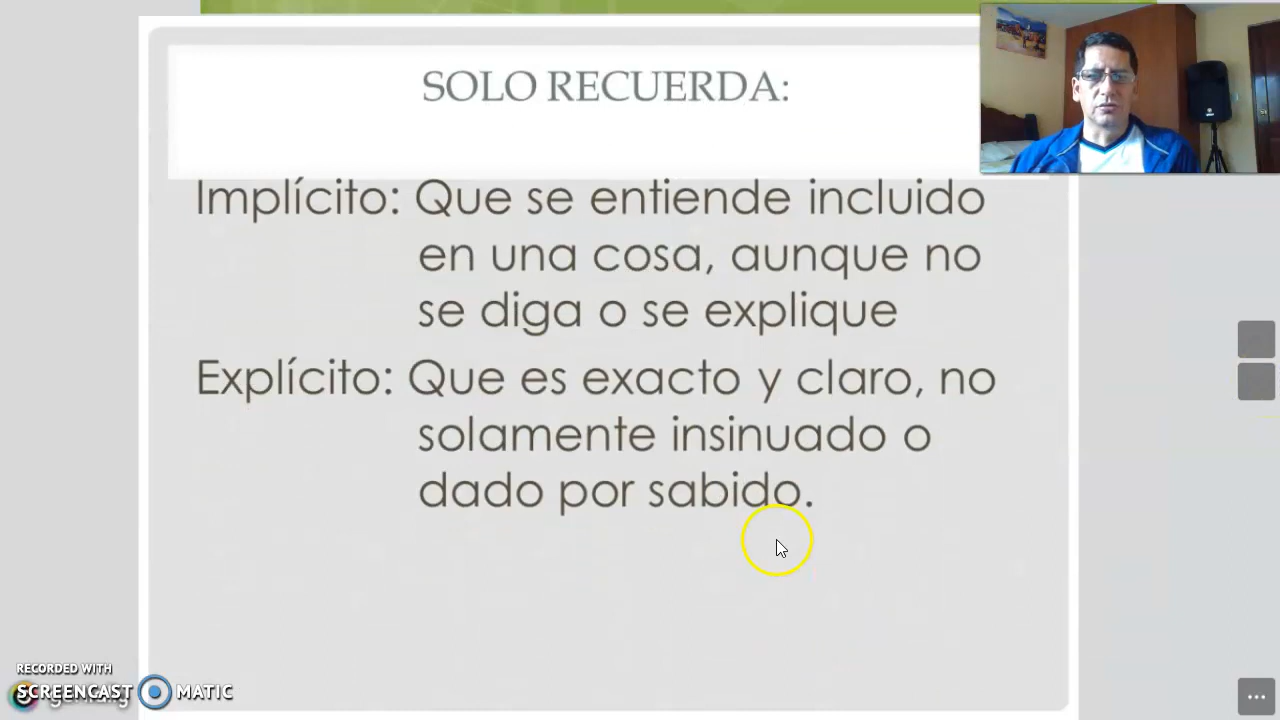 SOLO RECUERDA:
Implícito: Que se entiende incluido
en una cosa, aunque no
se diga o se explique
Explícito: Que es exacto y claro, no
solamente insinuado o
dado por sabido.
RECORDED WITH
SCREENCAST MATIC